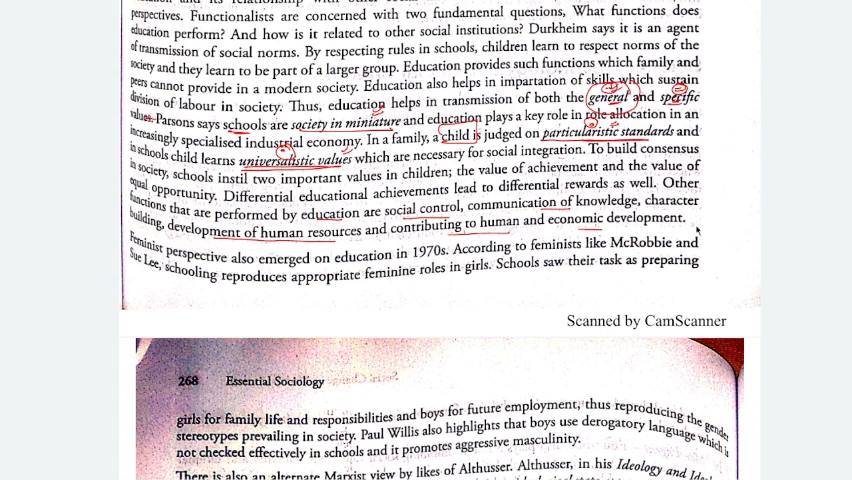 perspectives. Functionalists are concerned with two fundamental questions, What functions does
education perform? And how is it related to other social institutions? Durkheim says it is an agent
of transmission of social norms. By respecting rules in schools, children learn to respect norms of the
society and they learn to be part of a larger group. Education provides such functions which family and
peers cannot provide in a modern society. Education also helps in impartation of skills which sustain
division of labour in society. Thus, education helps in transmission of both the general and specific
values. Parsons says schools are society in miniature and education plays a key role in role allocation in an
increasingly specialised industrial economy. In a family, a child is judged on particularistic standards and
in schools child learns universalistic values which are necessary for social integration. To build consensus
in society, schools instil two important values in children; the value of achievement and the value of
equal opportunity. Differential educational achievements lead to differential rewards as well. Other
functions that are performed by education are social control, communication of knowledge, character
building, development of human resources and contributing to human and economic development.
Feminist perspective also emerged on education in 1970s. According to feminists like McRobbie and
Sue Lee, schooling reproduces appropriate feminine roles in girls. Schools saw their task as preparing
Scanned by CamScanner
268 Essential Sociology
girls for family life and responsibilities and boys for future employment, thus reproducing the gender
stereotypes prevailing in society. Paul Willis also highlights that boys use derogatory language which is
not checked effectively in schools and it promotes aggressive masculinity.
There is also an alternate Marxist view by likes of Althusser. Althusser, in his Ideology and